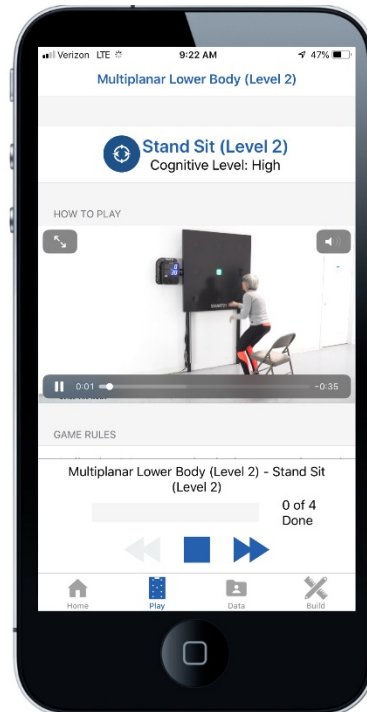 Verizon LTE 9:22 AM 47%
Multiplanar Lower Body (Level 2)
Stand Sit (Level 2)
Cognitive Level: High
HOW TO PLAY
0:01 -0:35
GAME RULES
Multiplanar Lower Body (Level 2) - Stand Sit
(Level 2)
0 of 4
Done
Home Play Data Build